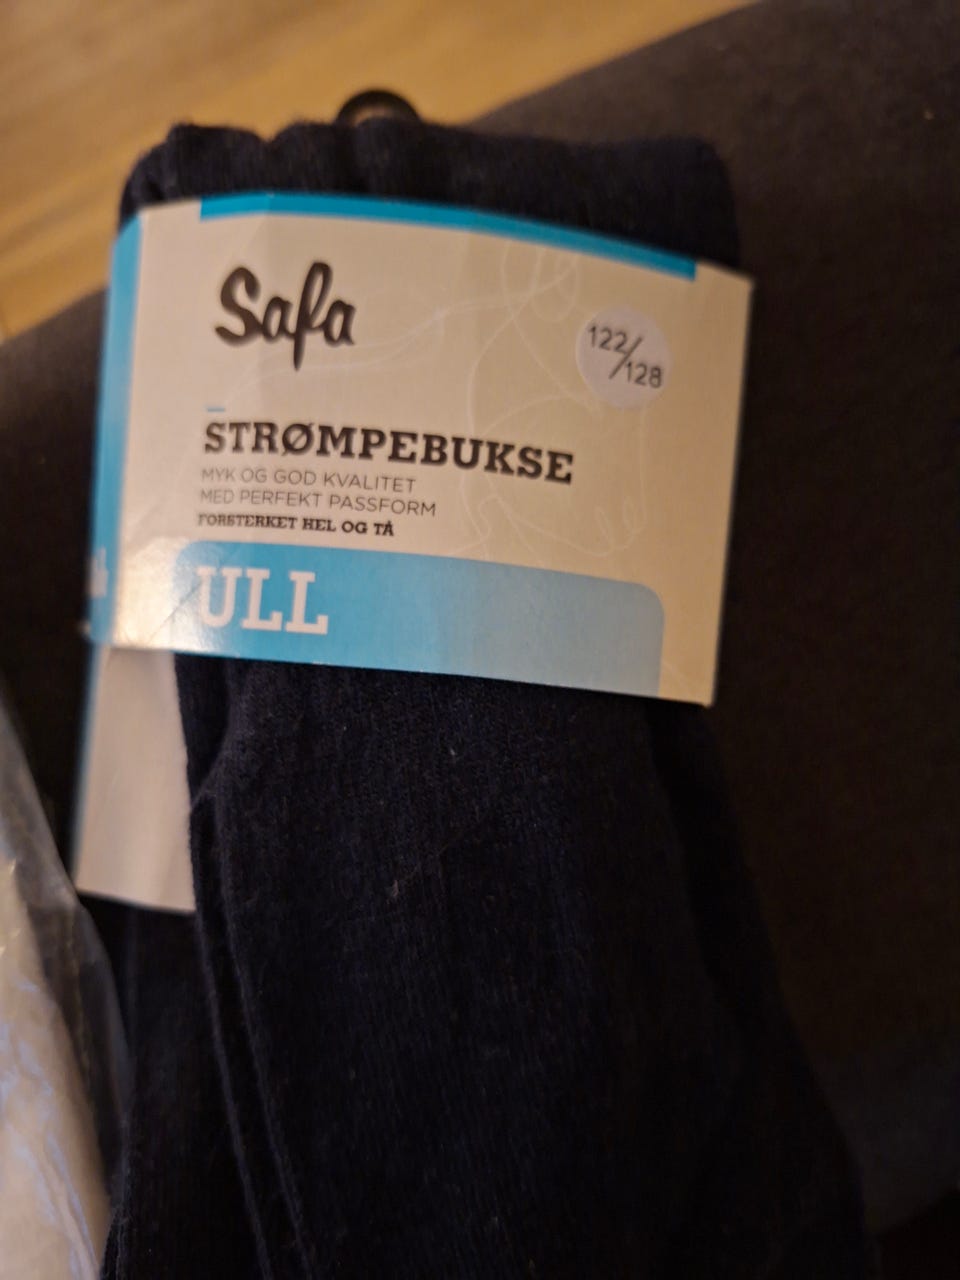 Safa
122/128
STRØMPEBUKSE
MYK OG GOD KVALITET
MED PERFEKT PASSFORM
FORSTERKET HEL OG TÅ
ULL